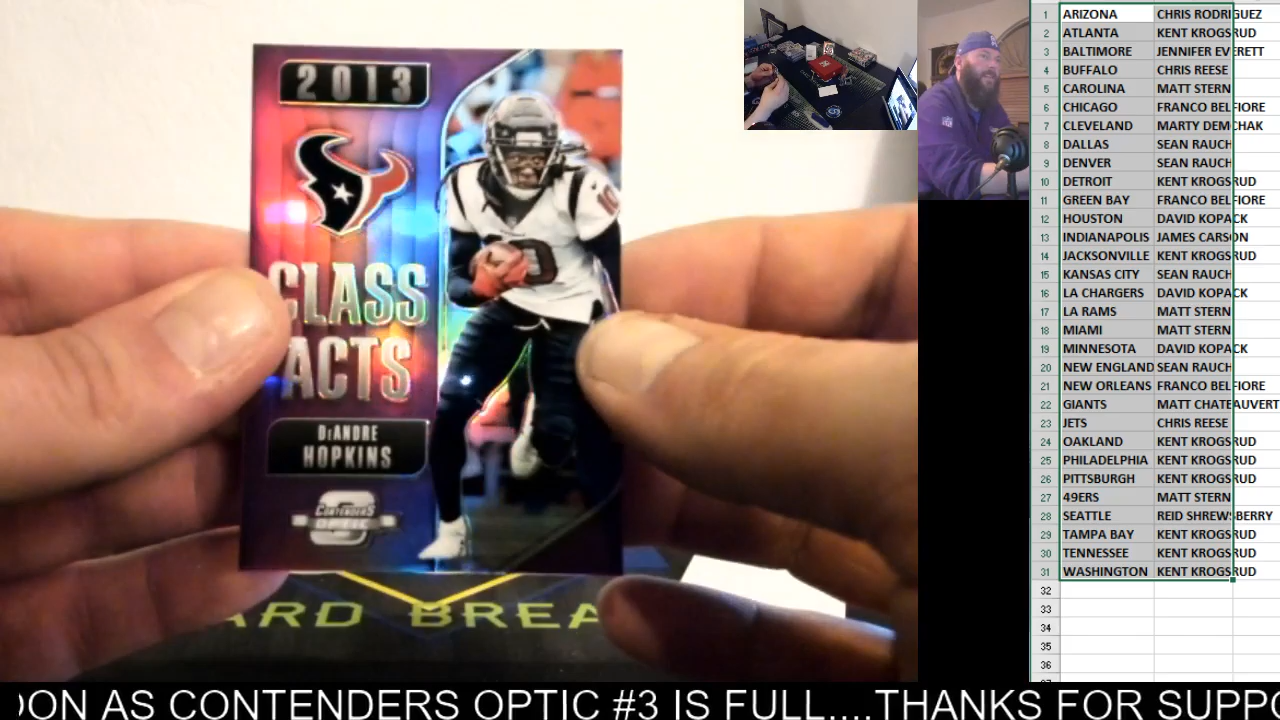 2013
CLASS
ACTS
DeANDRE
HOPKINS
CONTENDERS
OPTIC
10
ARD BREA
1 ARIZONA CHRIS RODRIGUEZ
2 ATLANTA KENT KROGSRUD
3 BALTIMORE JENNIFER EVERETT
4 BUFFALO CHRIS REESE
5 CAROLINA MATT STERN
6 CHICAGO FRANCO BELFIORE
7 CLEVELAND MARTY DEMCHAK
8 DALLAS SEAN RAUCH
9 DENVER SEAN RAUCH
10 DETROIT KENT KROGSRUD
11 GREEN BAY FRANCO BELFIORE
12 HOUSTON DAVID KOPACK
13 INDIANAPOLIS JAMES CARSON
14 JACKSONVILLE KENT KROGSRUD
15 KANSAS CITY SEAN RAUCH
16 LA CHARGERS DAVID KOPACK
17 LA RAMS MATT STERN
18 MIAMI MATT STERN
19 MINNESOTA DAVID KOPACK
20 NEW ENGLAND SEAN RAUCH
21 NEW ORLEANS FRANCO BELFIORE
22 GIANTS MATT CHATEAUVERT
23 JETS CHRIS REESE
24 OAKLAND KENT KROGSRUD
25 PHILADELPHIA KENT KROGSRUD
26 PITTSBURGH KENT KROGSRUD
27 49ERS MATT STERN
28 SEATTLE REID SHREWSBERRY
29 TAMPA BAY KENT KROGSRUD
30 TENNESSEE KENT KROGSRUD
31 WASHINGTON KENT KROGSRUD
32
33
34
35
36
DON AS CONTENDERS OPTIC #3 IS FULL....THANKS FOR SUPPO